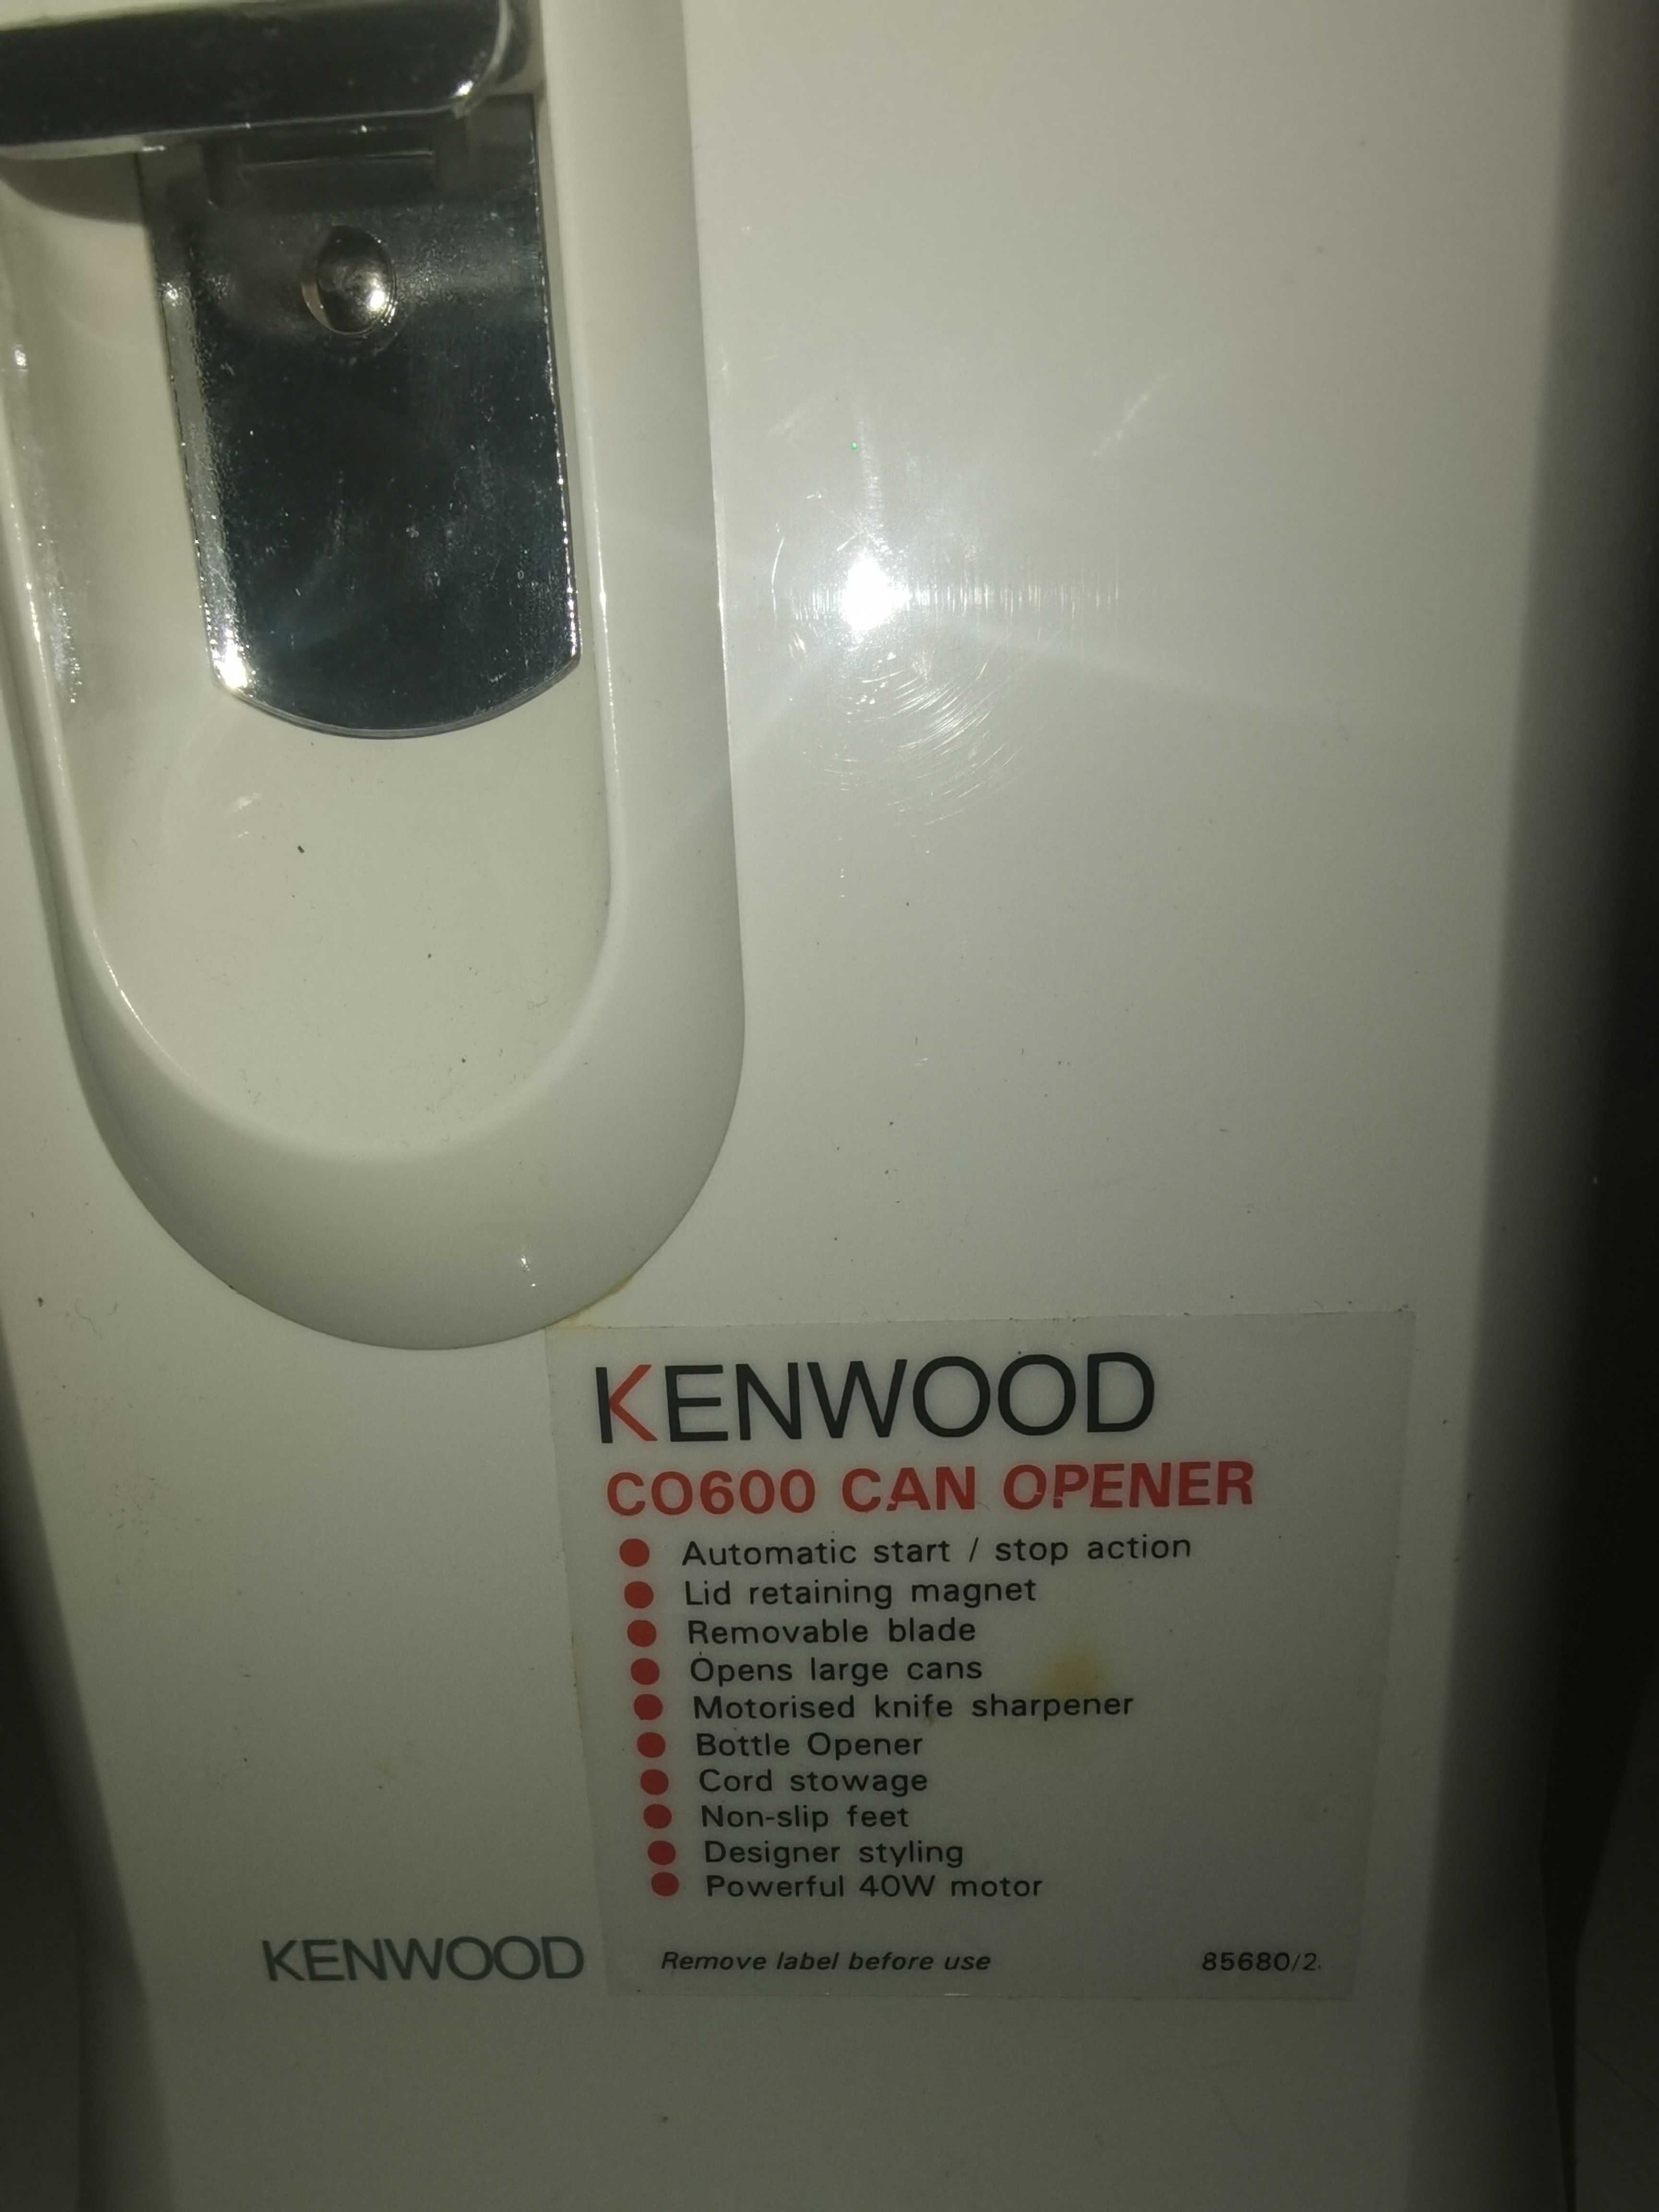 KENWOOD
CO600 CAN OPENER
Automatic start / stop action
Lid retaining magnet
Removable blade
Opens large cans
Motorised knife sharpener
Bottle Opener
Cord stowage
Non-slip feet
Designer styling
Powerful 40W motor
Remove label before use 85680/2
KENWOOD